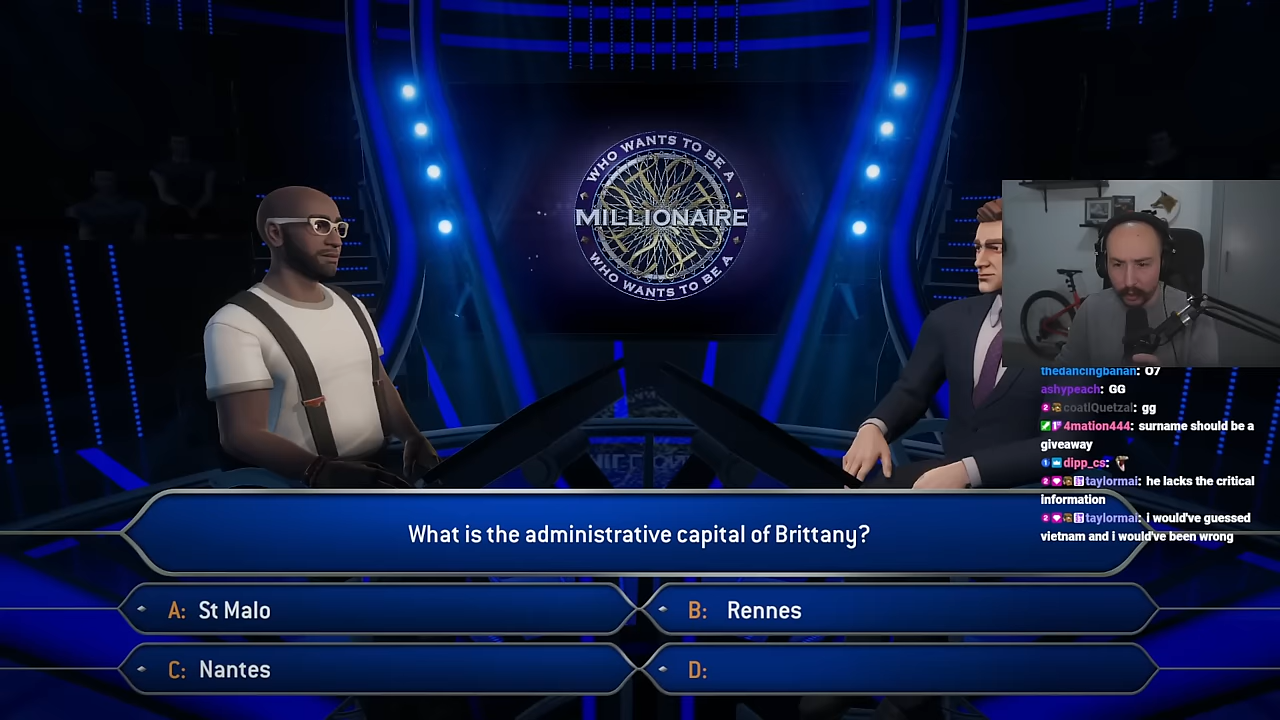 WHO WANTS TO BE A
MILLIONAIRE
WHO WANTS TO BE A
thedancingbanan: O7
ashypeach: GG
coatlQuetzal: gg
4mation444: surname should be a
giveaway
dipp_cs:
taylormai: he lacks the critical
information
taylormai: i would've guessed
vietnam and i would've been wrong
What is the administrative capital of Brittany?
A: St Malo
B: Rennes
C: Nantes
D: